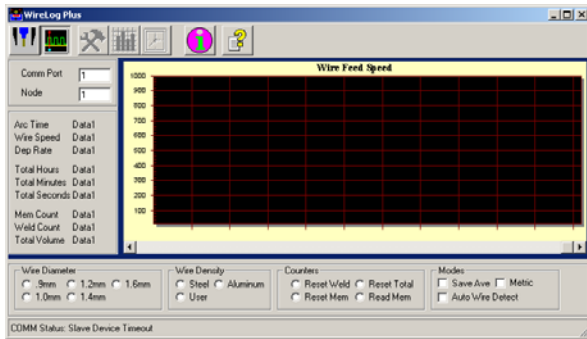 WireLog Plus
Comm Port 1
Node 1
Arc Time Data1
Wire Speed Data1
Dep Rate Data1
Total Hours Data1
Total Minutes Data1
Total Seconds Data1
Mem Count Data1
Weld Count Data1
Total Volume Data1
Wire Feed Speed
1000
900
800
700
600
500
400
300
200
100
Wire Diameter
.9mm 1.2mm 1.6mm
1.0mm 1.4mm
Wire Density
Steel Aluminum
User
Counters
Reset Weld Reset Total
Reset Mem Read Mem
Modes
Save Ave Metric
Auto Wire Detect
COMM Status: Slave Device Timeout